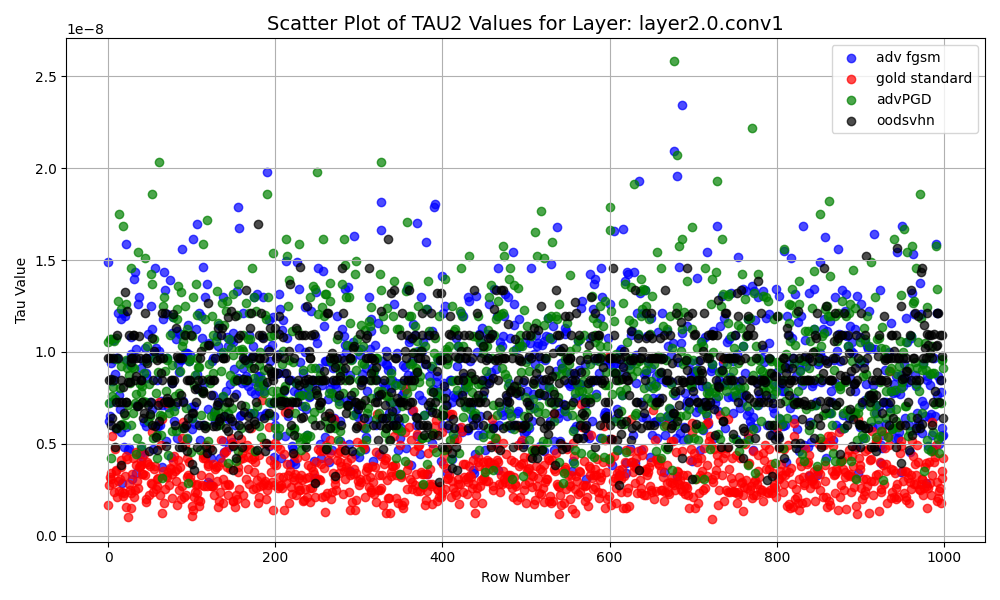 Scatter Plot of TAU2 Values for Layer: layer2.0.conv1
1e−8
2.5
2.0
1.5
1.0
0.5
0.0
Tau Value
0
200
400
600
800
1000
Row Number
adv fgsm
gold standard
advPGD
oodsvhn